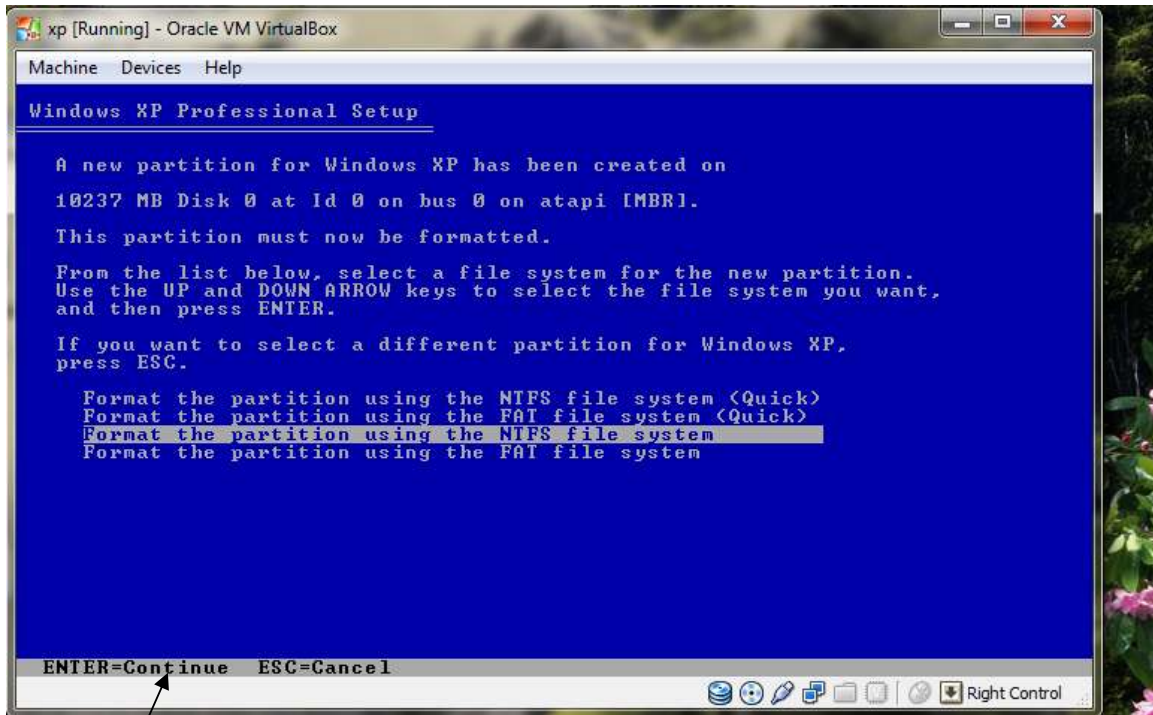 xp [Running] - Oracle VM VirtualBox
Machine Devices Help
Windows XP Professional Setup
A new partition for Windows XP has been created on
10237 MB Disk 0 at Id 0 on bus 0 on atapi [MBR].
This partition must now be formatted.
From the list below, select a file system for the new partition.
Use the UP and DOWN ARROW keys to select the file system you want,
and then press ENTER.
If you want to select a different partition for Windows XP,
press ESC.
Format the partition using the NTFS file system (Quick)
Format the partition using the FAT file system (Quick)
Format the partition using the NTFS file system
Format the partition using the FAT file system
ENTER=Continue ESC=Cancel
Right Control